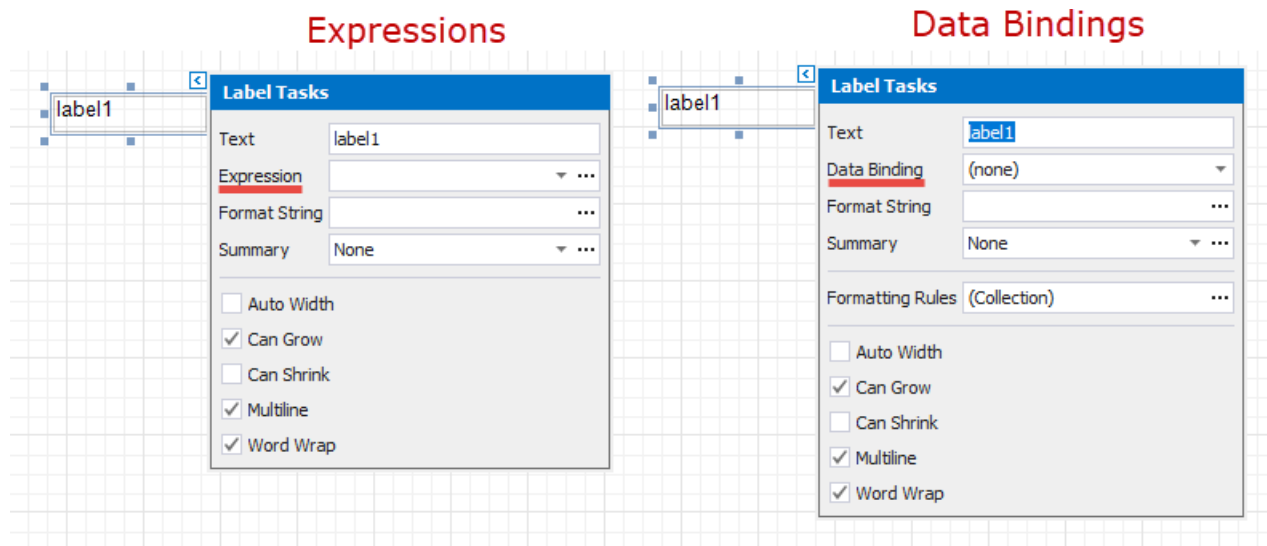 Expressions
label1
Label Tasks
Text label1
Expression
Format String
Summary None
Auto Width
Can Grow
Can Shrink
Multiline
Word Wrap
Data Bindings
label1
Label Tasks
Text label1
Data Binding (none)
Format String
Summary None
Formatting Rules (Collection)
Auto Width
Can Grow
Can Shrink
Multiline
Word Wrap